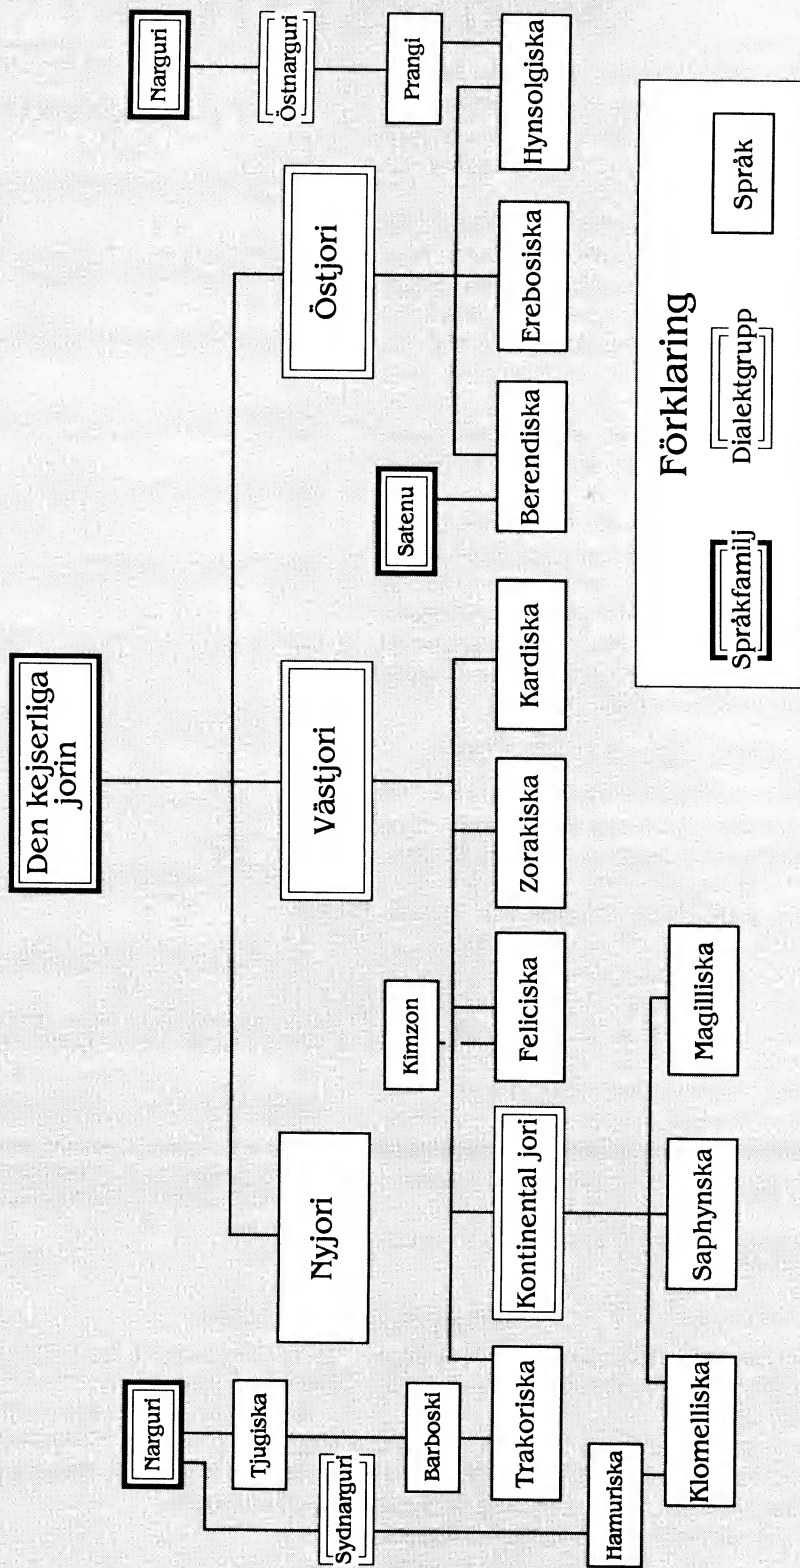 Den kejserliga
jorin
Narguri
Narguri
Tjugiska
Sydnarguri
Barboski
Nyjori
Västjori
Östjori
Östnarguri
Prangi
Kimzon
Satenu
Trakoriska
Kontinental jori
Feliciska
Zorakiska
Kardiska
Berendiska
Erebosiska
Hynsolgiska
Hamuriska
Klomelliska
Saphynska
Magilliska
Förklaring
Språkfamilj
Dialektgrupp
Språk